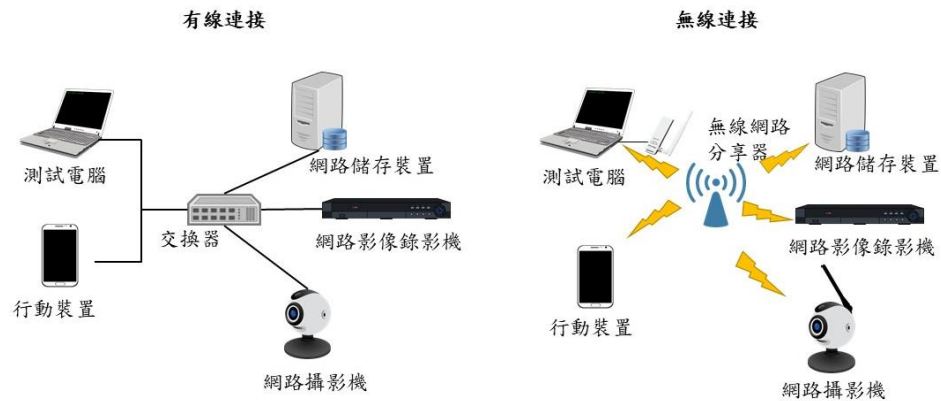 有線連接
無線連接
測試電腦
網路儲存裝置
交換器
網路影像錄影機
行動裝置
網路攝影機
測試電腦
無線網路
分享器
網路儲存裝置
網路影像錄影機
行動裝置
網路攝影機